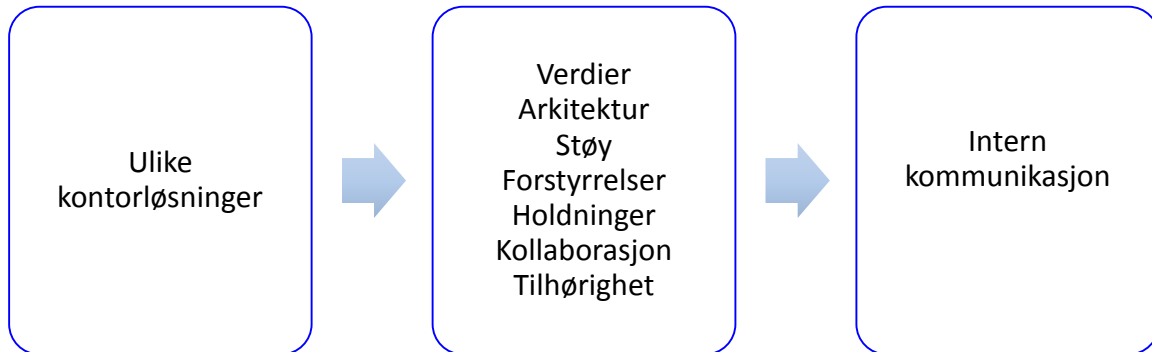 Ulike
kontorløsninger
Verdier
Arkitektur
Støy
Forstyrrelser
Holdninger
Kollaborasjon
Tilhørighet
Intern
kommunikasjon